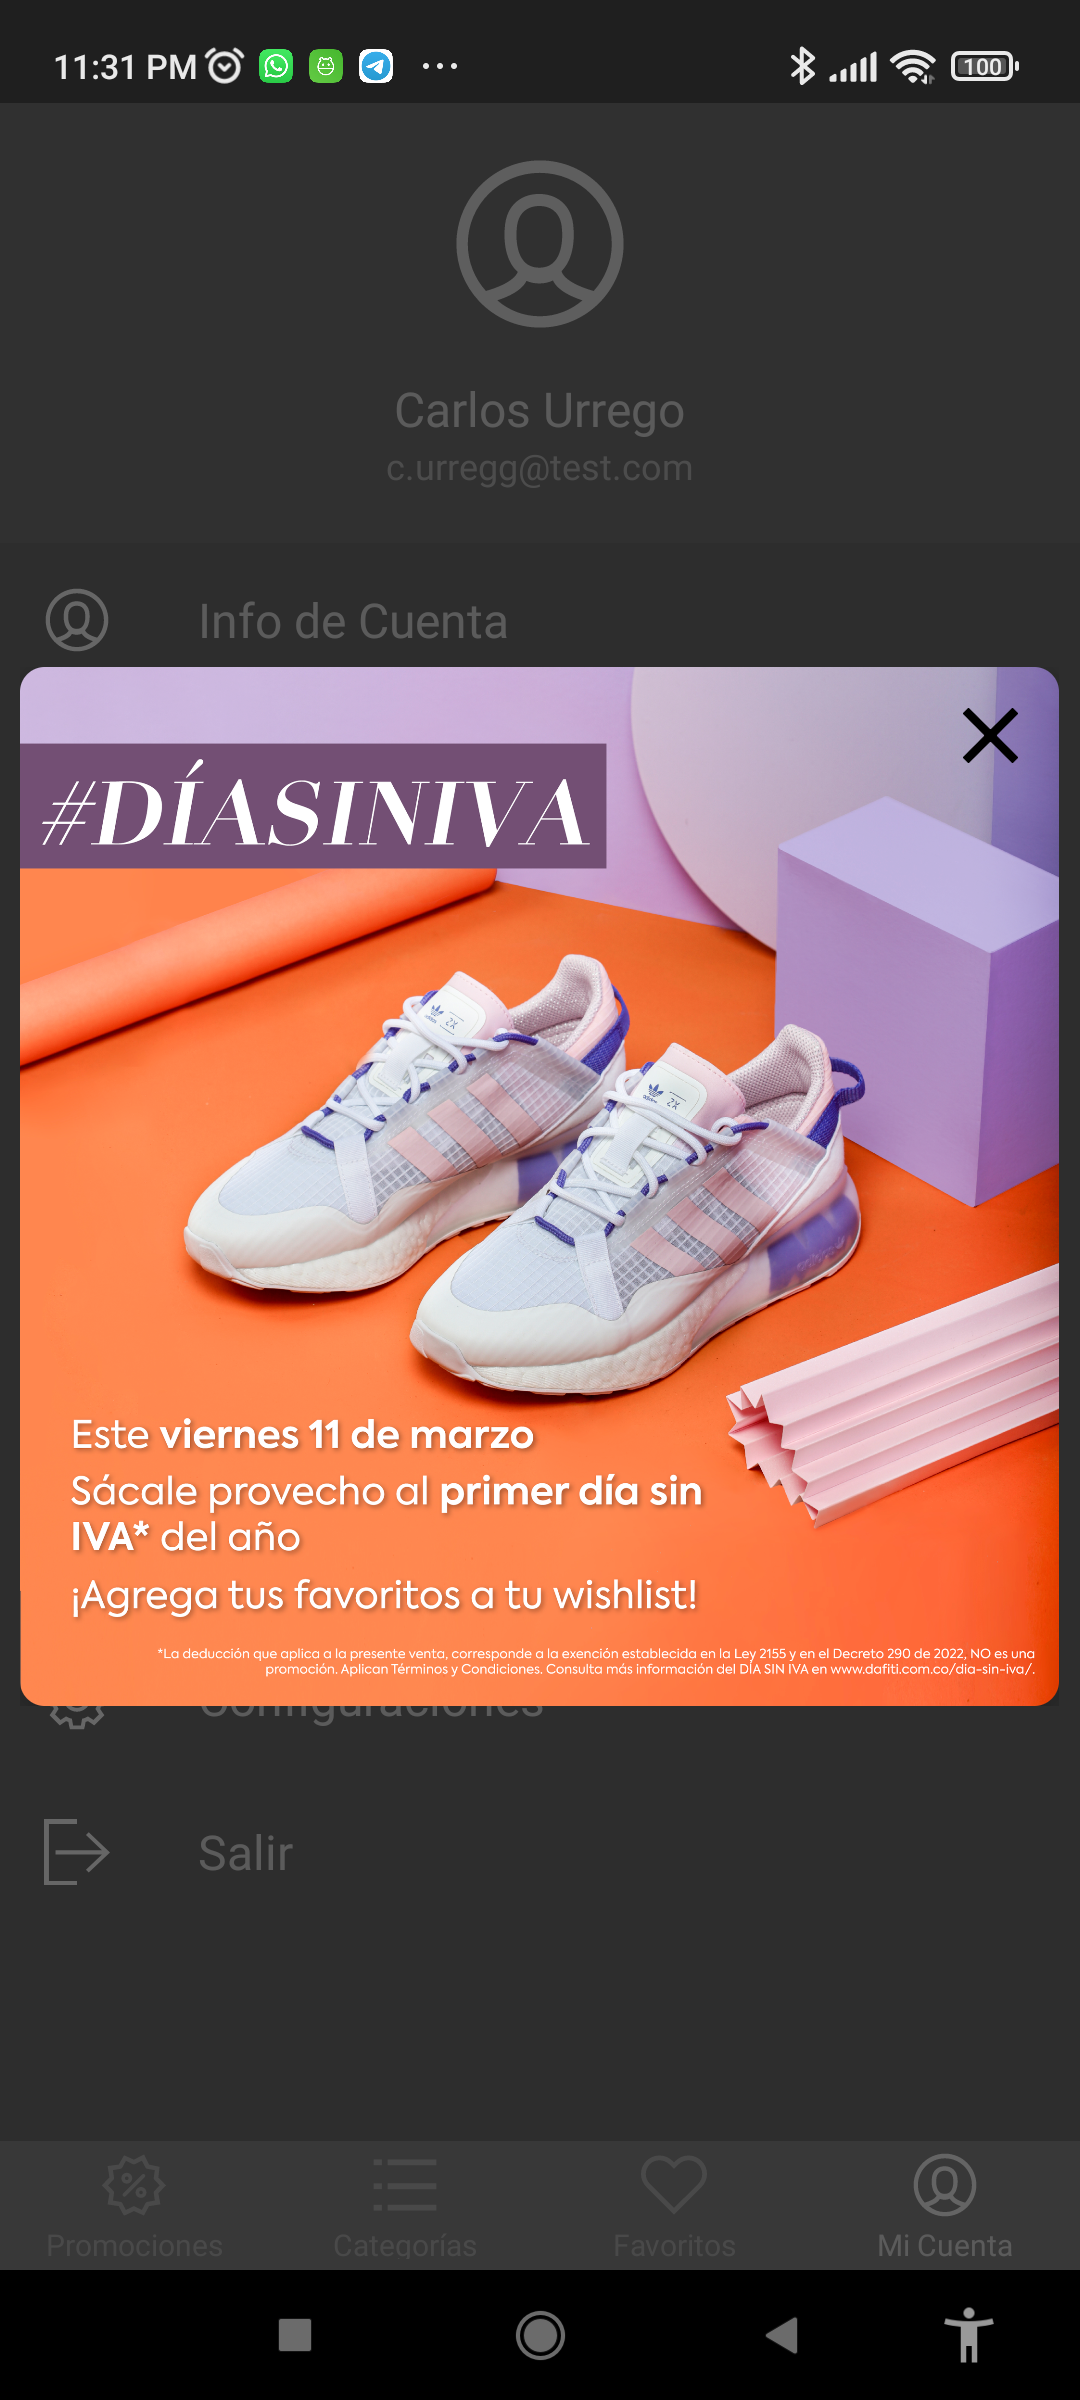 11:31 PM
100
Carlos Urrego
c.urregg@test.com
Info de Cuenta
#DÍASINIVA
Este viernes 11 de marzo
Sácale provecho al primer día sin
IVA* del año
¡Agrega tus favoritos a tu wishlist!
*La deducción que aplica a la presente venta, corresponde a la exención establecida en la Ley 2155 y en el Decreto 290 de 2022, NO es una
promoción. Aplican Términos y Condiciones. Consulta más información del DÍA SIN IVA en www.dafiti.com.co/dia-sin-iva/.
Configuraciones
Salir
Promociones
Categorías
Favoritos
Mi Cuenta